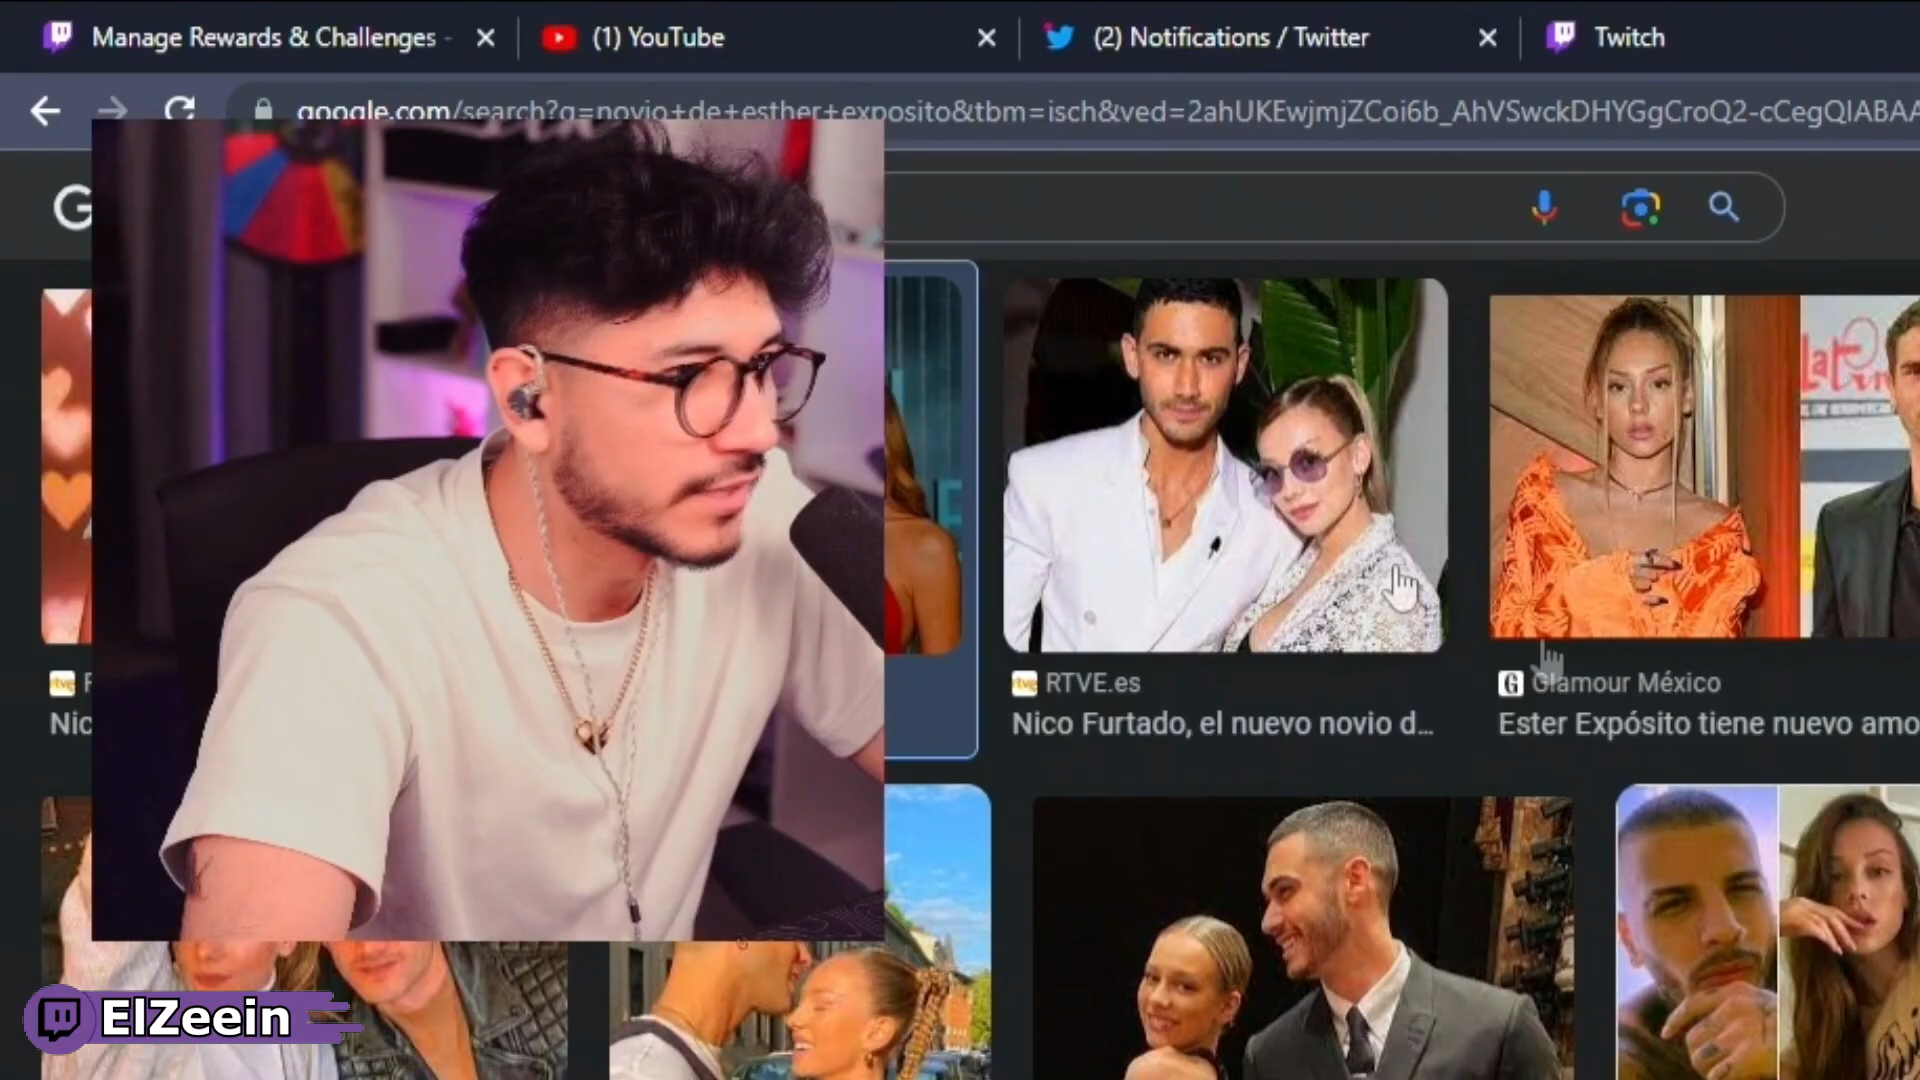 Manage Rewards & Challenges -
(1) YouTube
(2) Notifications / Twitter
Twitch
google.com/search?q=novio+de+esther+exposito&tbm=isch&ved=2ahUKEwjmjZCoi6b_AhVSwckDHYGgCroQ2-cCegQIABAA
G
RTVE.es
Glamour México
Nic
Nico Furtado, el nuevo novio d...
Ester Expósito tiene nuevo amo
ElZeein